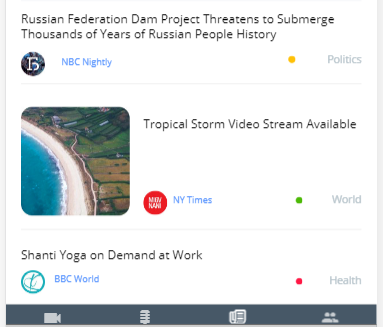 Russian Federation Dam Project Threatens to Submerge
Thousands of Years of Russian People History
NBC Nightly
Politics
Tropical Storm Video Stream Available
NY Times
World
Shanti Yoga on Demand at Work
BBC World
Health